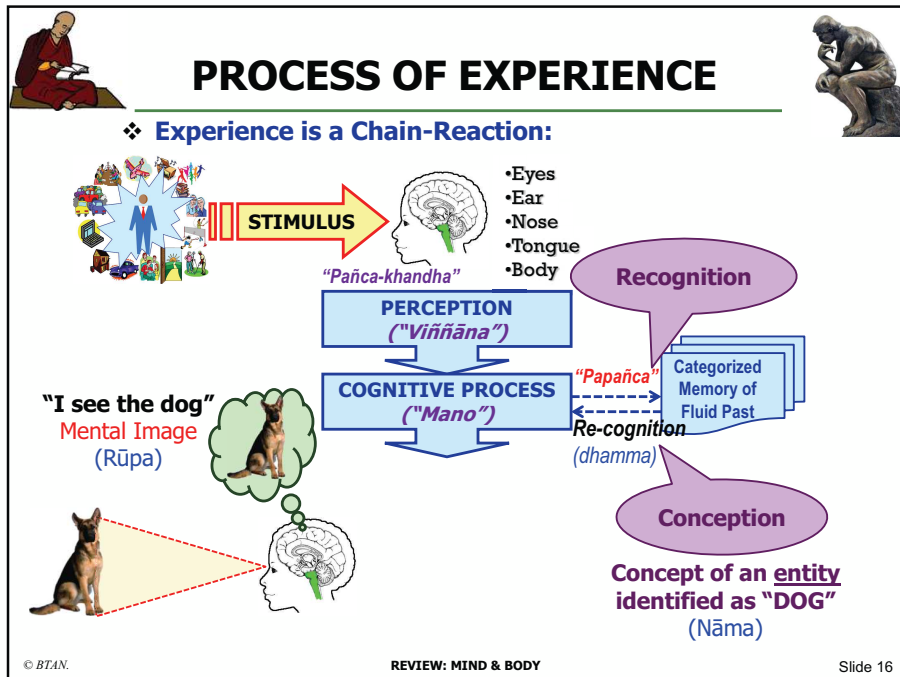 PROCESS OF EXPERIENCE
❖ Experience is a Chain-Reaction:
STIMULUS
•Eyes
•Ear
•Nose
•Tongue
•Body
“Pañca-khandha”
PERCEPTION
(“Viññāna”)
COGNITIVE PROCESS
(“Mano”)
“Papañca”
Re-cognition
(dhamma)
Recognition
Categorized
Memory of
Fluid Past
Conception
Concept of an entity
identified as “DOG”
(Nāma)
“I see the dog”
Mental Image
(Rūpa)
© BTAN.
REVIEW: MIND & BODY
Slide 16